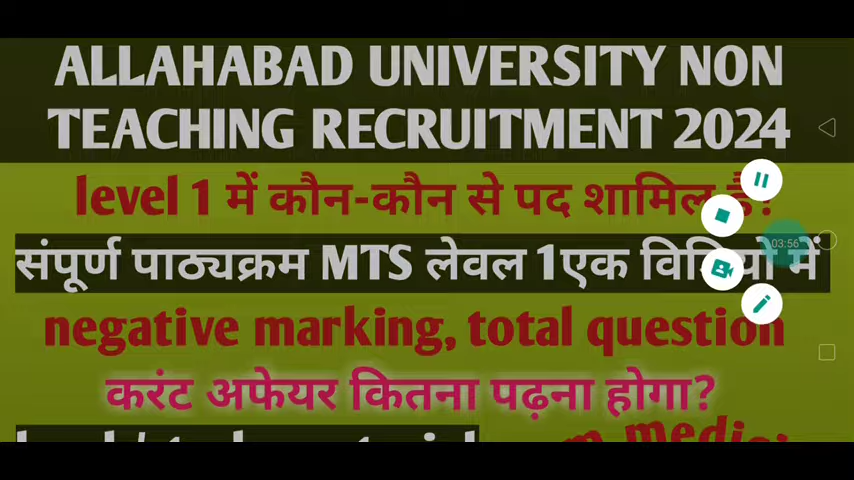 ALLAHABAD UNIVERSITY NON
TEACHING RECRUITMENT 2024
level 1 में कौन-कौन से पद शामिल है?
03:56
संपूर्ण पाठ्यक्रम MTS लेवल 1एक विडियो में
negative marking, total question
करंट अफेयर कितना पढ़ना होगा?